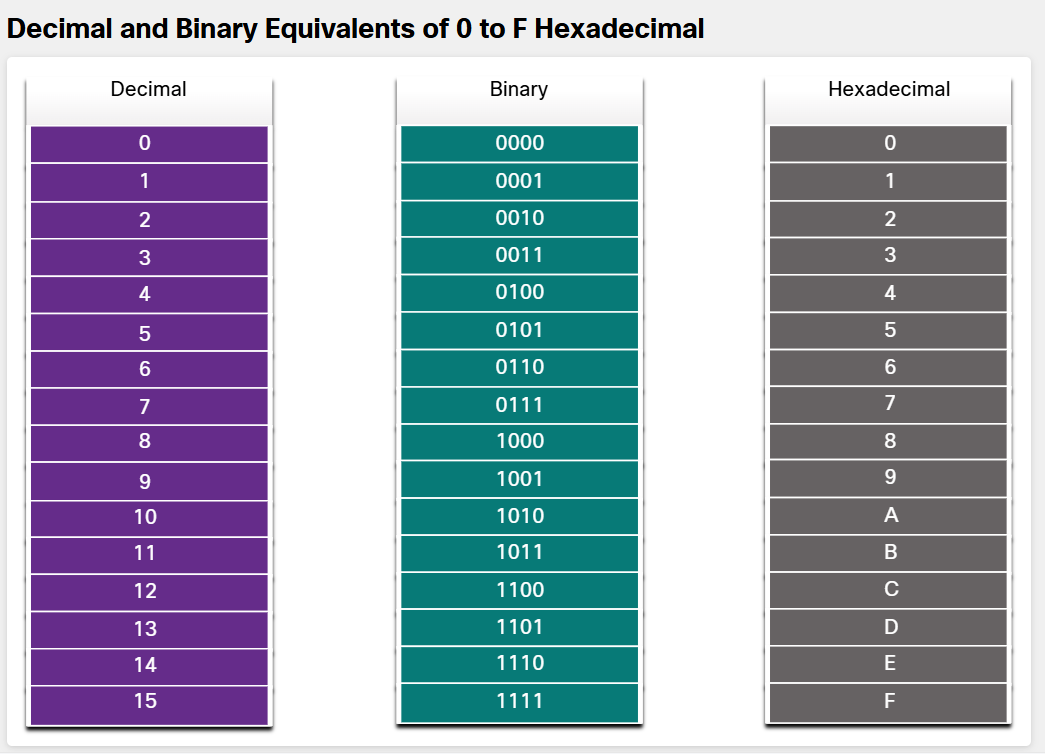 Decimal and Binary Equivalents of 0 to F Hexadecimal
Decimal Binary Hexadecimal
0 0000 0
1 0001 1
2 0010 2
3 0011 3
4 0100 4
5 0101 5
6 0110 6
7 0111 7
8 1000 8
9 1001 9
10 1010 A
11 1011 B
12 1100 C
13 1101 D
14 1110 E
15 1111 F